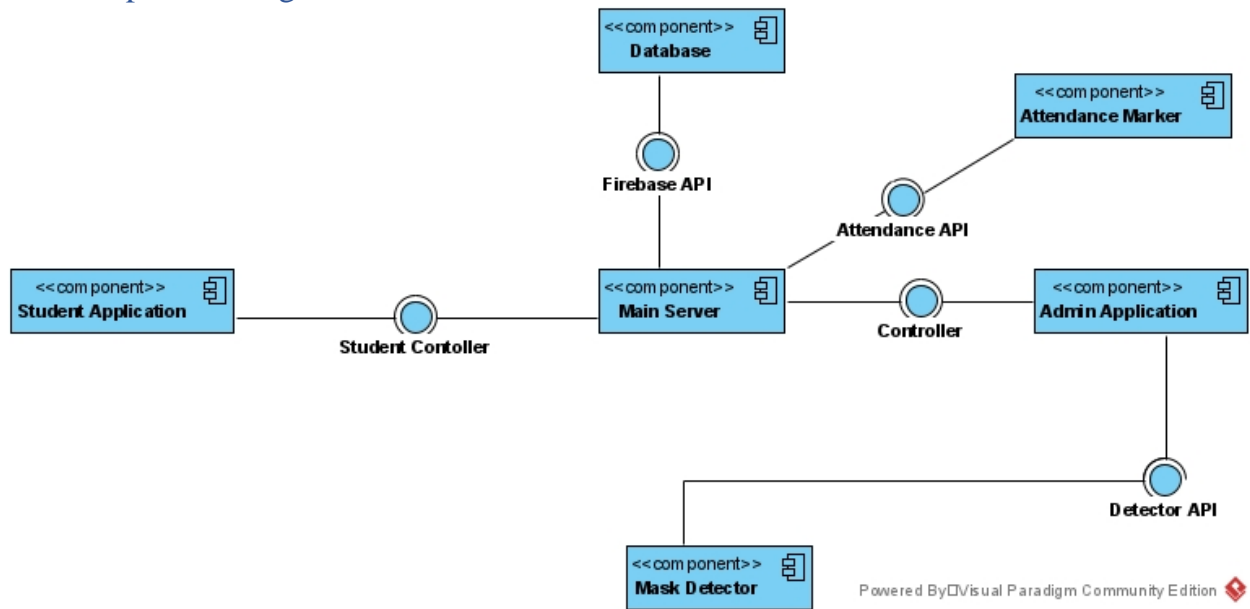 <<component>>
Database
<<component>>
Attendance Marker
Firebase API
Attendance API
<<component>>
Student Application
<<component>>
Main Server
<<component>>
Admin Application
Student Contoller
Controller
Detector API
<<component>>
Mask Detector
Powered By□Visual Paradigm Community Edition